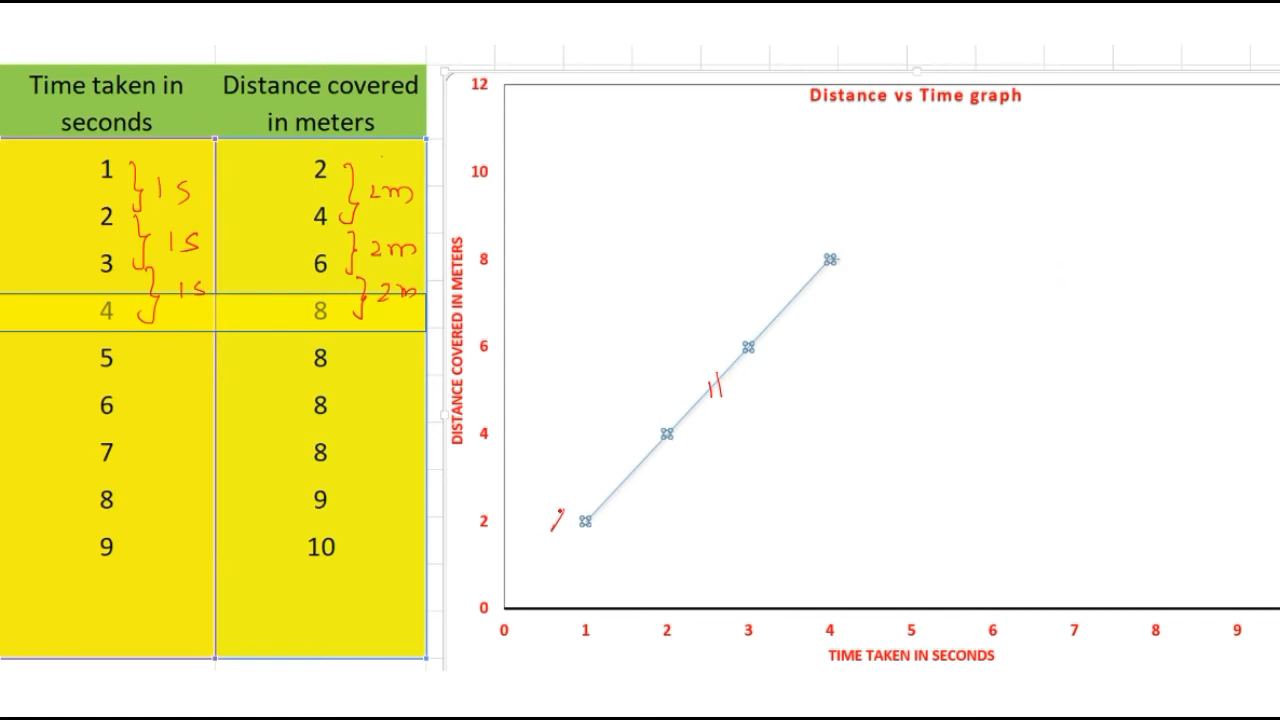 Time taken in
seconds
Distance covered
in meters
1 2
2 4
3 6
4 8
5 8
6 8
7 8
8 9
9 10
1s
1s
1s
2m
2m
2m
Distance vs Time graph
DISTANCE COVERED IN METERS
12
10
8
6
4
2
0
0 1 2 3 4 5 6 7 8 9
TIME TAKEN IN SECONDS